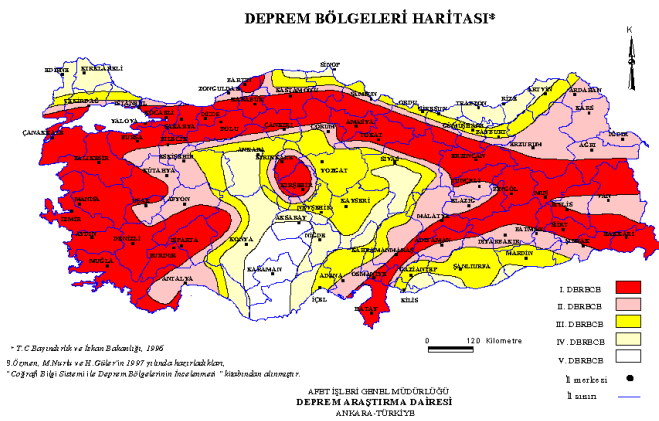 DEPREM BÖLGELERİ HARİTASI*
K
SİNOP
EDİRNE
KIRKLARELİ
BARTIN
ZONGULDAK
KASTAMONU
SAMSUN
ARTVİN
ARDAHAN
TEKİRDAĞ
İSTANBUL
KARABÜK
ORDU
GİRESUN
TRABZON
RİZE
KARS
YALOVA
KOCAELİ
SAKARYA
DÜZCE
BOLU
ÇANKIRI
ÇORUM
AMASYA
TOKAT
GÜMÜŞHANE
BAYBURT
ÇANAKKALE
BURSA
BİLECİK
ANKARA
KIRIKKALE
YOZGAT
SİVAS
ERZİNCAN
ERZURUM
AĞRI
IĞDIR
BALIKESİR
ESKİŞEHİR
KÜTAHYA
KIRŞEHİR
TUNCELİ
BİNGÖL
MUŞ
BİTLİS
VAN
MANİSA
UŞAK
AFYON
NEVŞEHİR
KAYSERİ
ELAZIĞ
MALATYA
İZMİR
AKSARAY
NİĞDE
AYDIN
DENİZLİ
ISPARTA
KONYA
KAHRAMANMARAŞ
ADIYAMAN
DİYARBAKIR
BATMAN
SİİRT
ŞIRNAK
HAKKARİ
MUĞLA
BURDUR
KARAMAN
ADANA
OSMANİYE
GAZİANTEP
ŞANLIURFA
MARDİN
ANTALYA
İÇEL
KİLİS
HATAY
I. DERECE
II. DERECE
III. DERECE
IV. DERECE
V. DERECE
İl merkezi
İl sınırı
0 120 Kilometre
* T.C Bayındırlık ve İskan Bakanlığı, 1996
B.Özmen, M.Nurlu ve H.Güler'in 1997 yılında hazırladıkları,
" Coğrafi Bilgi Sistemi ile Deprem Bölgelerinin İncelenmesi " kitabından alınmıştır.
AFET İŞLERİ GENEL MÜDÜRLÜĞÜ
DEPREM ARAŞTIRMA DAİRESİ
ANKARA-TÜRKİYE